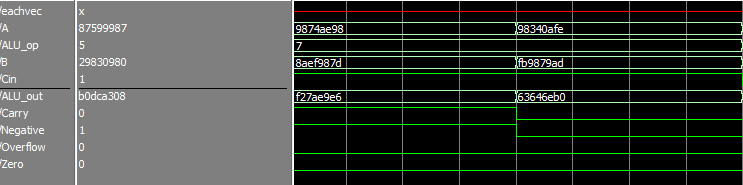 /eachvec x
/A 87599987 9874ae98 98340afe
/ALU_op 5 7
/B 29830980 8aef987d fb9879ad
/Cin 1
/ALU_out b0dca308 f27ae9e6 63646eb0
/Carry 0
/Negative 1
/Overflow 0
/Zero 0